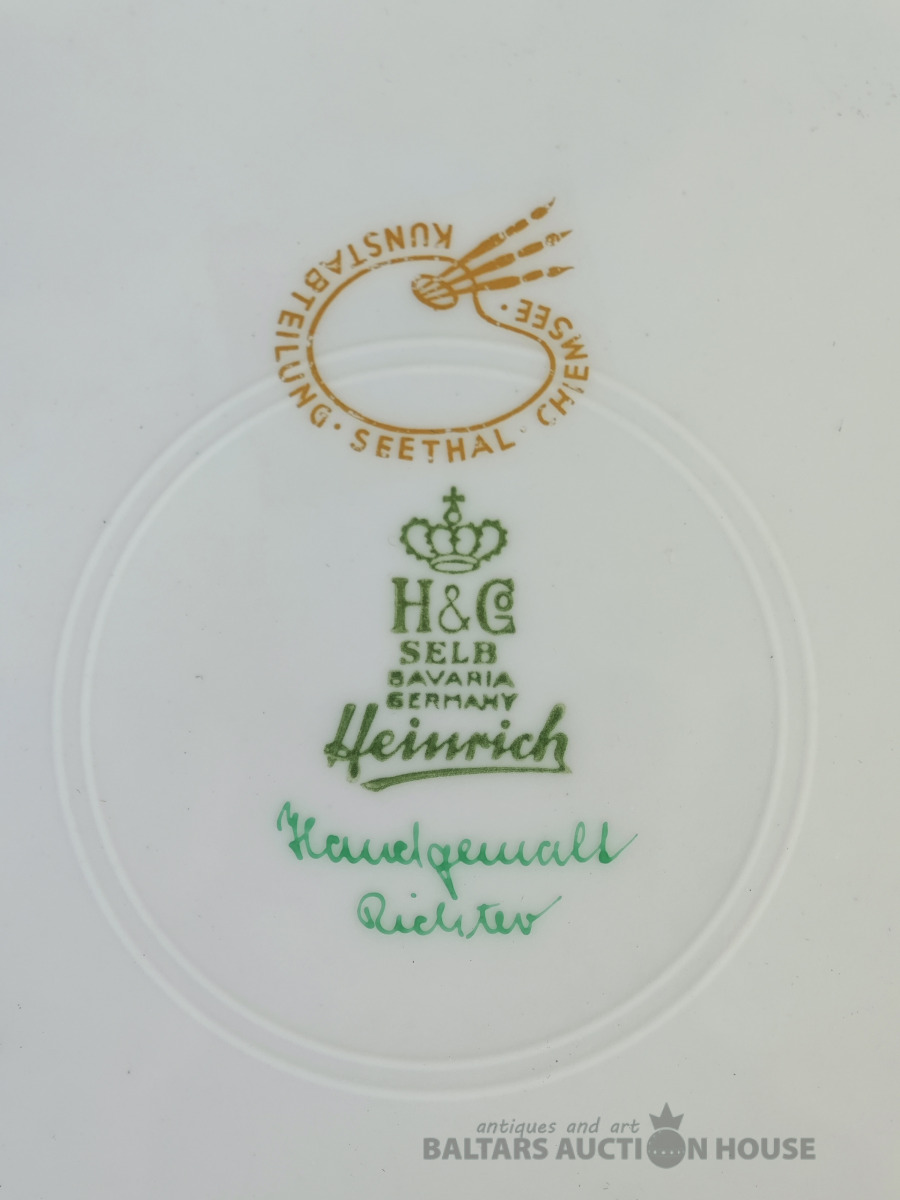 KUNSTABTEILUNG · SEETHAL · CHIEMSEE ·
H & Co
SELB
BAVARIA
GERMANY
Heinrich
Handgemalt
Richter
antiques and art
BALTARS AUCTION HOUSE